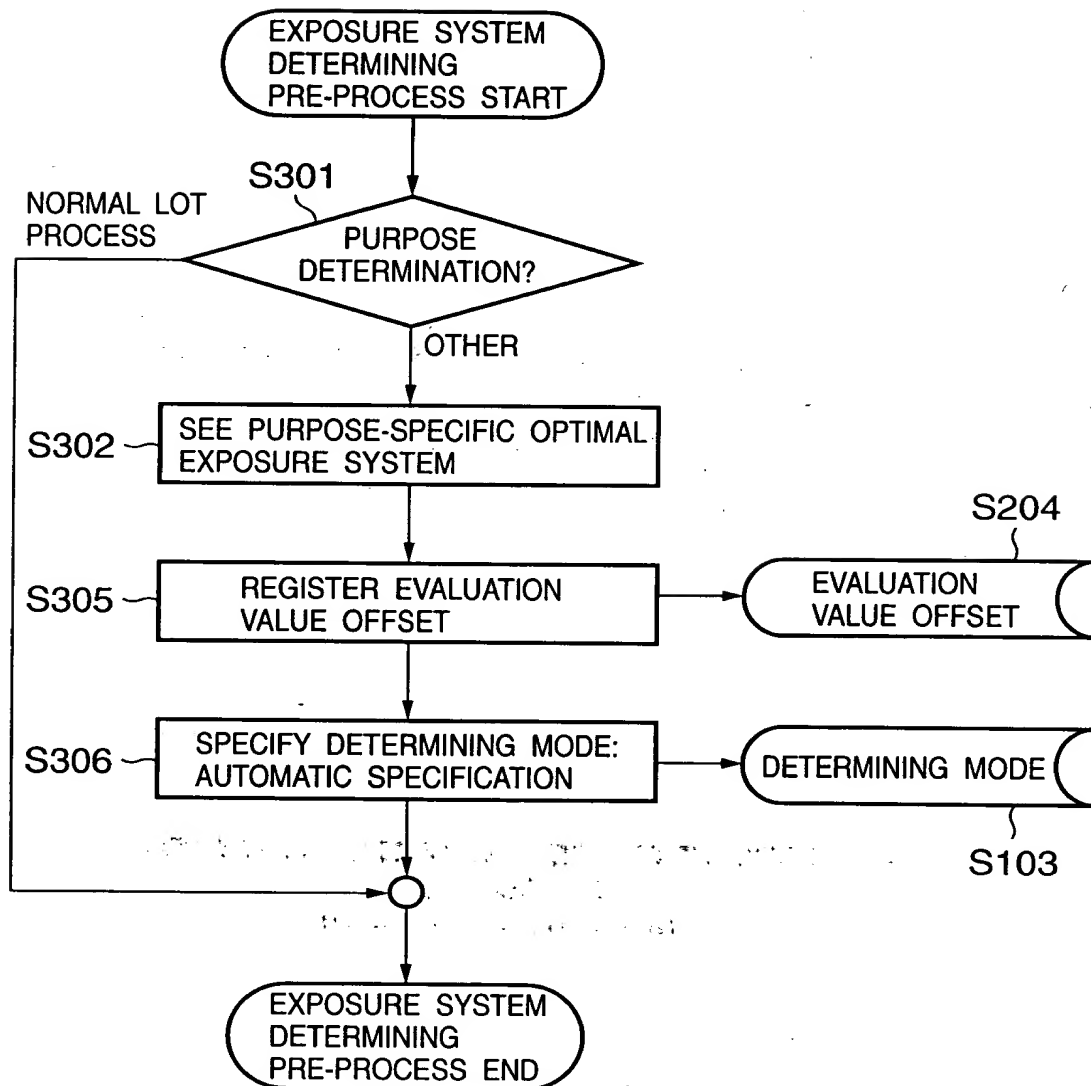 EXPOSURE SYSTEM
DETERMINING
PRE-PROCESS START
S301
NORMAL LOT
PROCESS
PURPOSE
DETERMINATION?
OTHER
S302
SEE PURPOSE-SPECIFIC OPTIMAL
EXPOSURE SYSTEM
S204
S305
REGISTER EVALUATION
VALUE OFFSET
EVALUATION
VALUE OFFSET
S306
SPECIFY DETERMINING MODE:
AUTOMATIC SPECIFICATION
DETERMINING MODE
S103
EXPOSURE SYSTEM
DETERMINING
PRE-PROCESS END